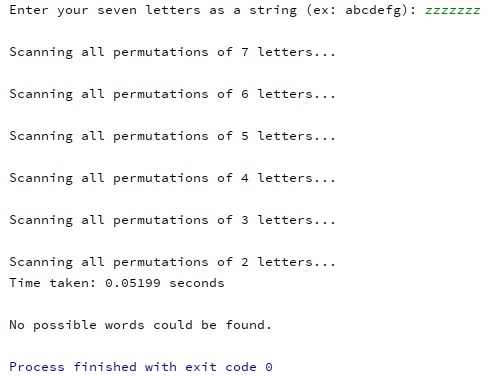 Enter your seven letters as a string (ex: abcdefg): zzzzzzz
Scanning all permutations of 7 letters...
Scanning all permutations of 6 letters...
Scanning all permutations of 5 letters...
Scanning all permutations of 4 letters...
Scanning all permutations of 3 letters...
Scanning all permutations of 2 letters...
Time taken: 0.05199 seconds
No possible words could be found.
Process finished with exit code 0